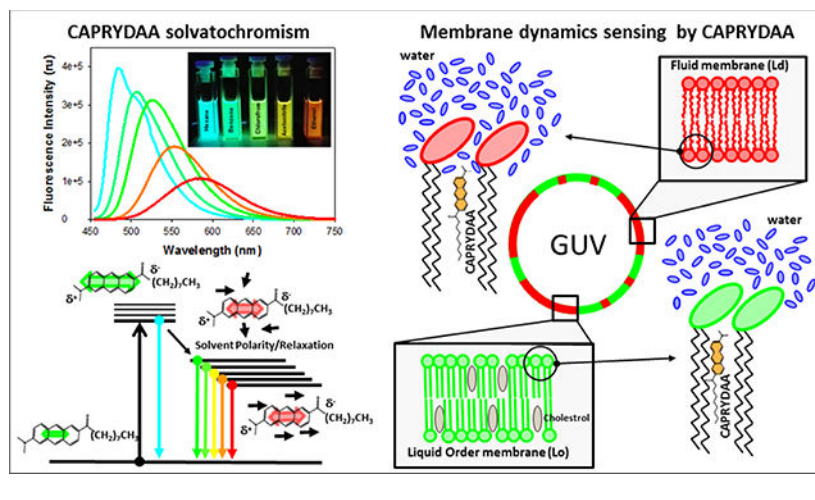 CAPRYDAA solvatochromism
Fluorescence Intensity (nu)
4e+5
3e+5
2e+5
1e+5
0
450 500 550 600 650 700 750
Wavelength (nm)
Hexane
Benzene
Chloroform
Acetonitrile
Ethanol
δ-
(CH2)7CH3
δ+
δ-
(CH2)7CH3
δ+
Solvent Polarity/Relaxation
δ-
(CH2)7CH3
δ+
(CH2)7CH3
Membrane dynamics sensing by CAPRYDAA
water
Fluid membrane (Ld)
CAPRYDAA
GUV
water
Cholestrol
CAPRYDAA
Liquid Order membrane (Lo)